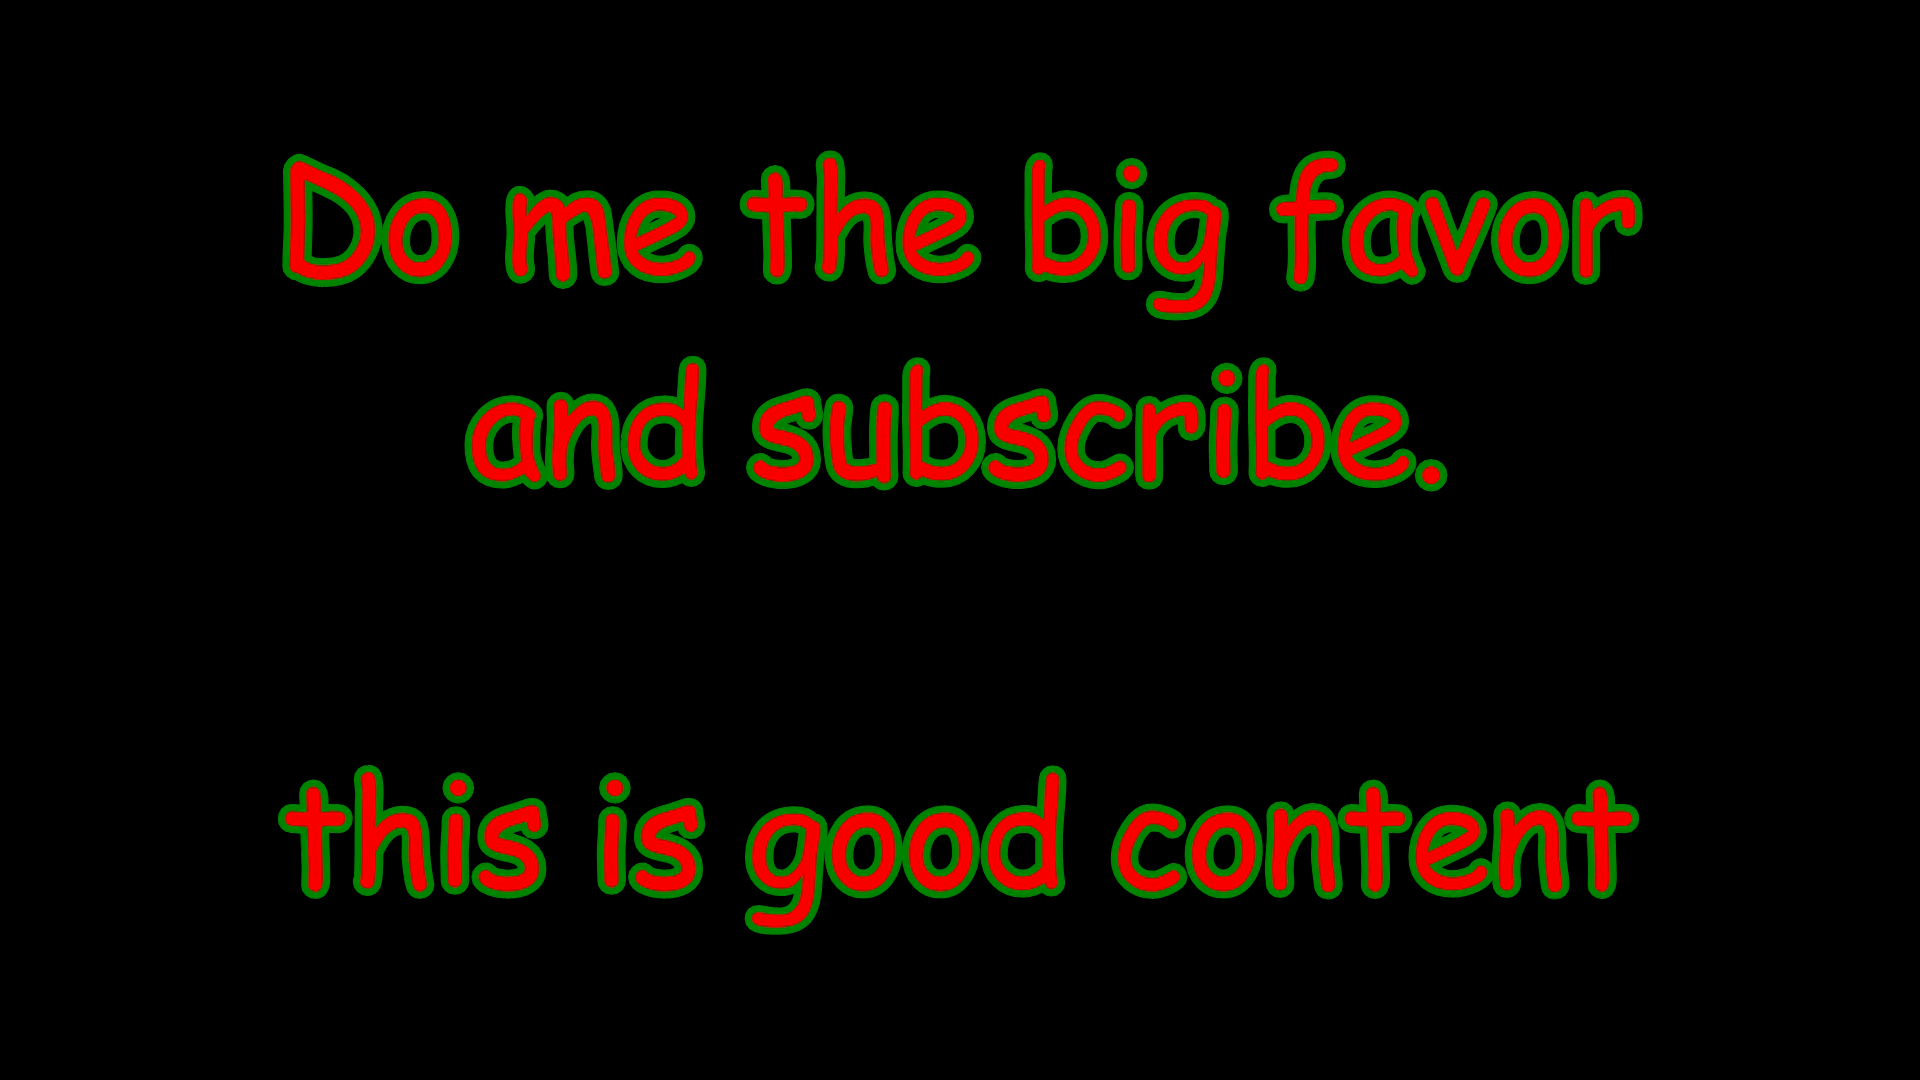 Do me the big favor
and subscribe.
this is good content